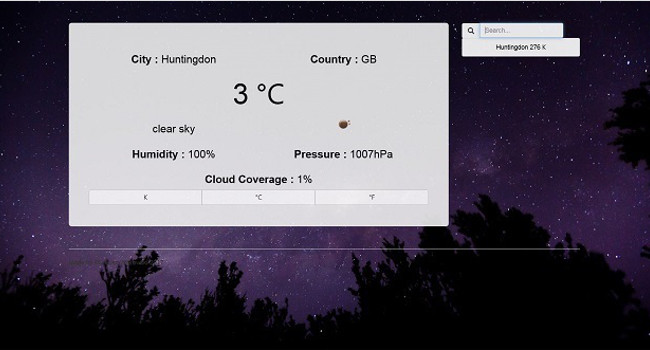 City : Huntingdon Country : GB
3 °C
clear sky
Humidity : 100% Pressure : 1007hPa
Cloud Coverage : 1%
K °C °F
Search...
Huntingdon 276 K